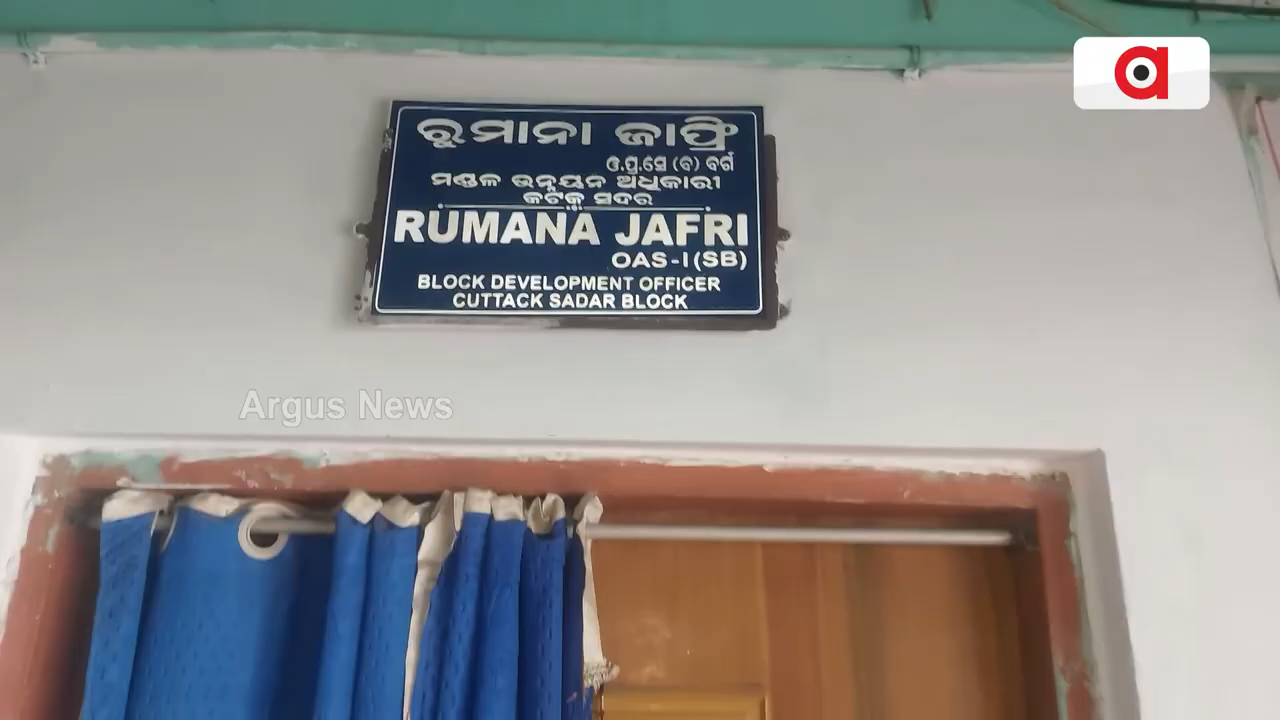 ରୁମାନା ଜାଫ୍ରି
ଓ.ପ୍ର.ସେ (ବ) ବର୍ଗ
ମଣ୍ଡଳ ଉନ୍ନୟନ ଅଧିକାରୀ
କଟକ ସଦର
RUMANA JAFRI
OAS-I (SB)
BLOCK DEVELOPMENT OFFICER
CUTTACK SADAR BLOCK
Argus News